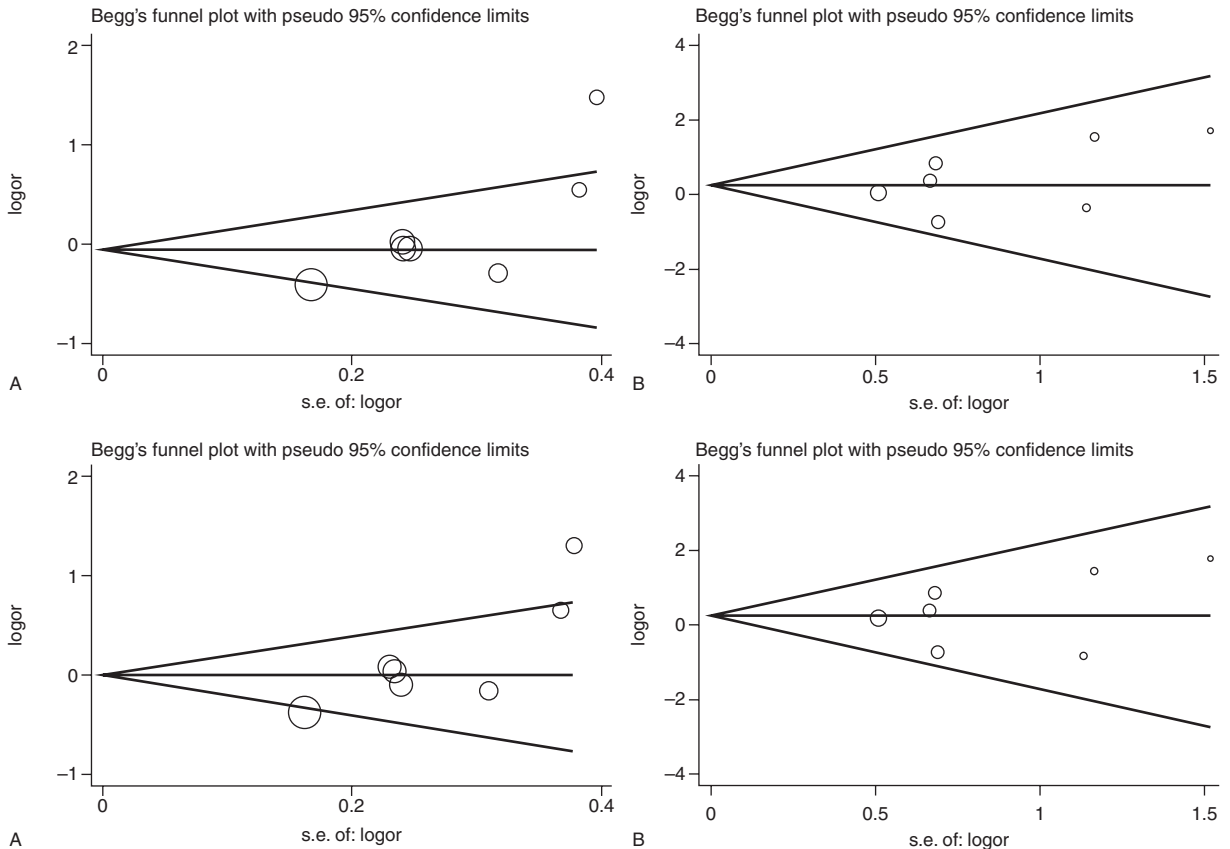 Begg's funnel plot with pseudo 95% confidence limits
2
1
0
–1
logor
0
0.2
0.4
s.e. of: logor
A
Begg's funnel plot with pseudo 95% confidence limits
4
2
0
–2
–4
logor
0
0.5
1
1.5
s.e. of: logor
B
Begg's funnel plot with pseudo 95% confidence limits
2
1
0
–1
logor
0
0.2
0.4
s.e. of: logor
A
Begg's funnel plot with pseudo 95% confidence limits
4
2
0
–2
–4
logor
0
0.5
1
1.5
s.e. of: logor
B